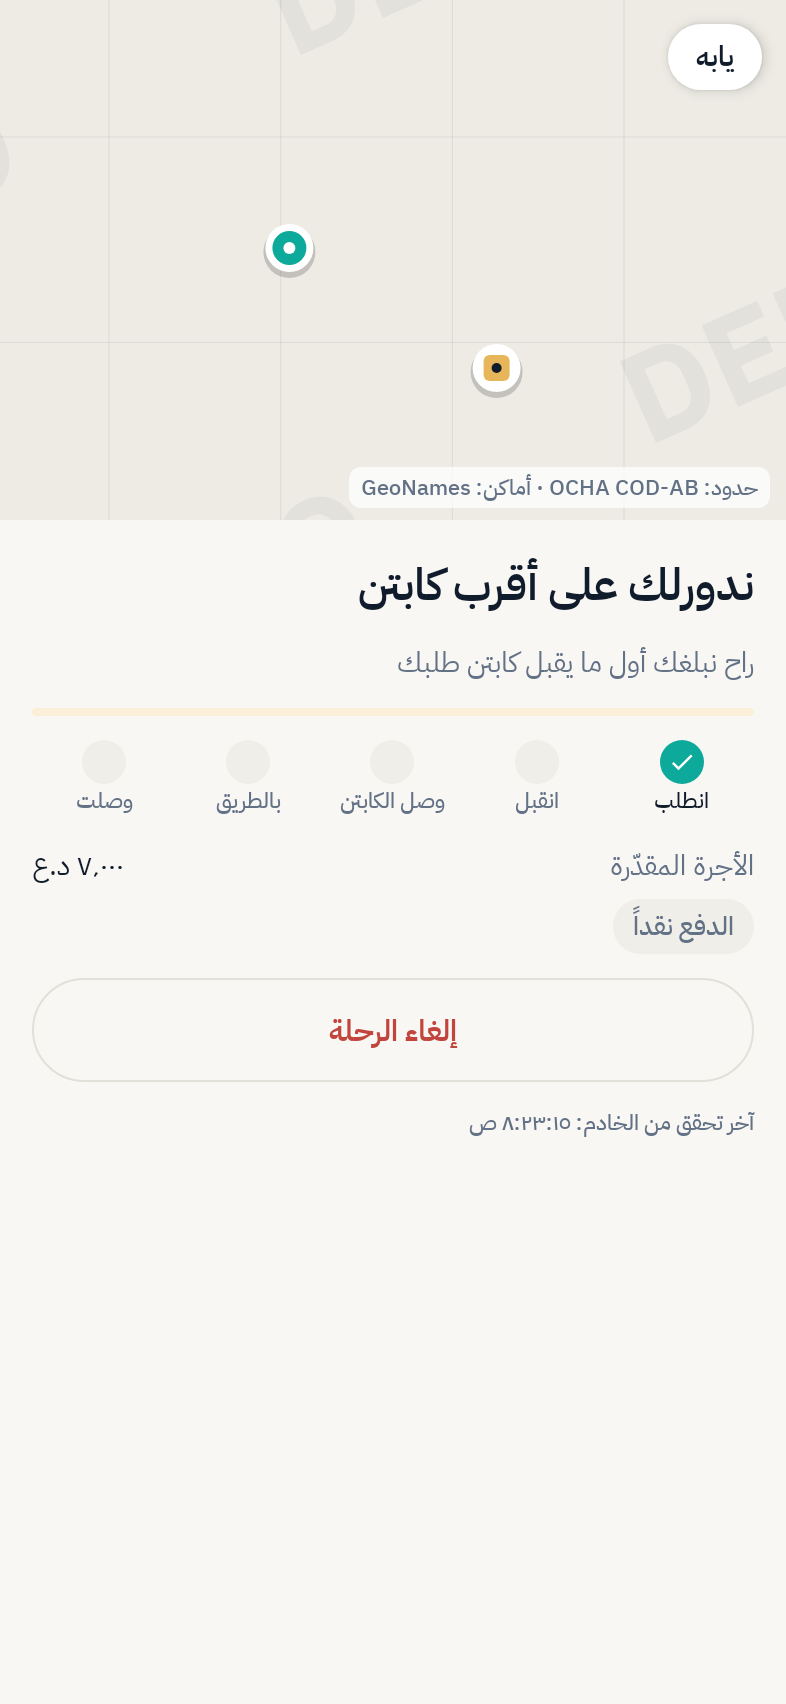 يابه
DE
DE
حدود: OCHA COD-AB · أماكن: GeoNames
ندورلك على أقرب كابتن
راح نبلغك أول ما يقبل كابتن طلبك
انطلب
انقبل
وصل الكابتن
بالطريق
وصلت
الأجرة المقدّرة
٧٬٠٠٠ د.ع
الدفع نقداً
إلغاء الرحلة
آخر تحقق من الخادم: ٨:٢٣:١٥ ص